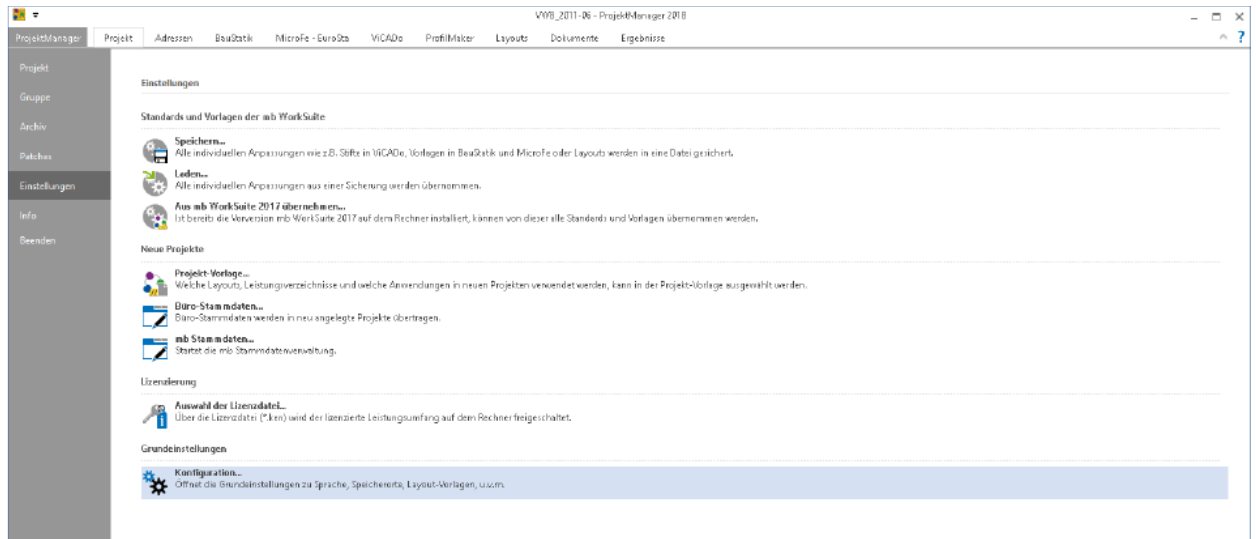 VWB_2011-06 - ProjektManager 2018
ProjektManager Projekt Adressen BauStatik MicroFe - EuroSta ViCADo ProfilMaker Layouts Dokumente Ergebnisse
Projekt
Gruppe
Archiv
Patches
Einstellungen
Info
Beenden
Einstellungen
Standards und Vorlagen der mb WorkSuite
Speichern...
Alle individuellen Anpassungen wie z.B. Stifte in ViCADo, Vorlagen in BauStatik und MicroFe oder Layouts werden in eine Datei gesichert.
Laden...
Alle individuellen Anpassungen aus einer Sicherung werden übernommen.
Aus mb WorkSuite 2017 übernehmen...
Ist bereits die Vorversion mb WorkSuite 2017 auf dem Rechner installiert, können von dieser alle Standards und Vorlagen übernommen werden.
Neue Projekte
Projekt-Vorlage...
Welche Layouts, Leistungsverzeichnisse und welche Anwendungen in neuen Projekten verwendet werden, kann in der Projekt-Vorlage ausgewählt werden.
Büro-Stammdaten...
Büro-Stammdaten werden in neu angelegte Projekte übertragen.
mb Stammdaten...
Startet die mb Stammdatenverwaltung.
Lizenzierung
Auswahl der Lizenzdatei...
Über die Lizenzdatei (*.ken) wird der lizenzierte Leistungsumfang auf dem Rechner freigeschaltet.
Grundeinstellungen
Konfiguration...
Öffnet die Grundeinstellungen zu Sprache, Speicherorte, Layout-Vorlagen, u.v.m.